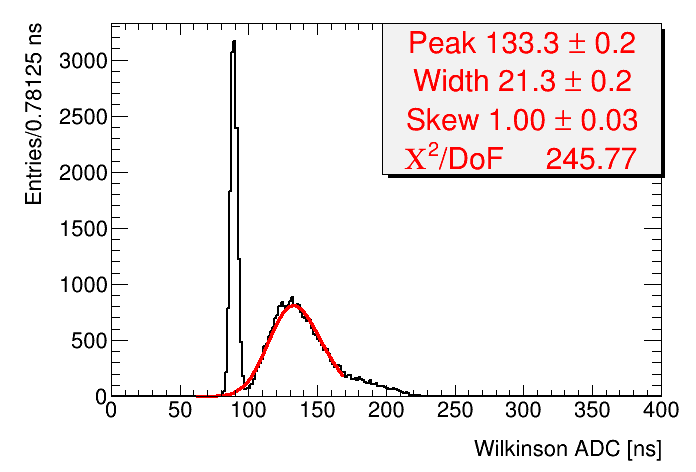 Entries/0.78125 ns
3000
2500
2000
1500
1000
500
0
Peak 133.3 ± 0.2
Width 21.3 ± 0.2
Skew 1.00 ± 0.03
Χ²/DoF 245.77
0 50 100 150 200 250 300 350 400
Wilkinson ADC [ns]